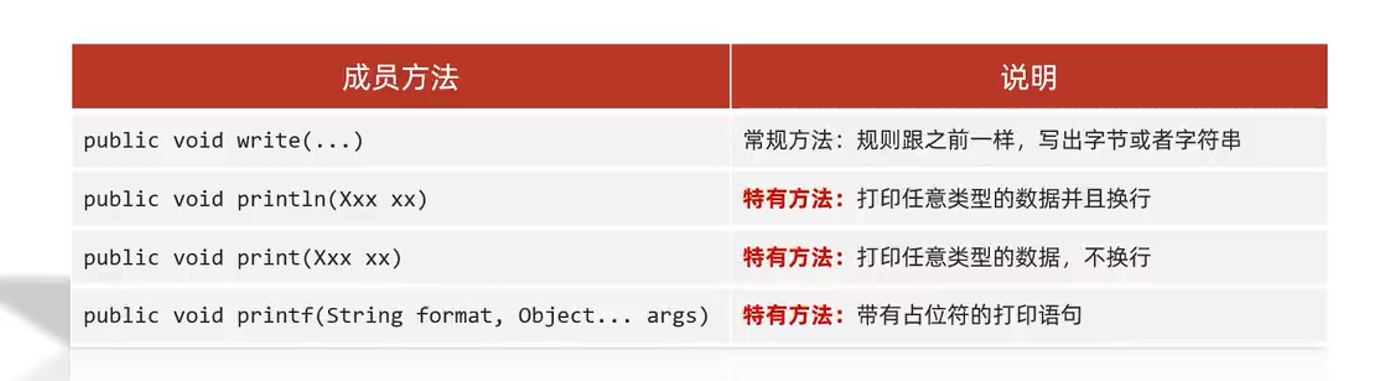 成员方法 说明
public void write(...) 常规方法：规则跟之前一样，写出字节或者字符串
public void println(Xxx xx) 特有方法：打印任意类型的数据并且换行
public void print(Xxx xx) 特有方法：打印任意类型的数据，不换行
public void printf(String format, Object... args) 特有方法：带有占位符的打印语句